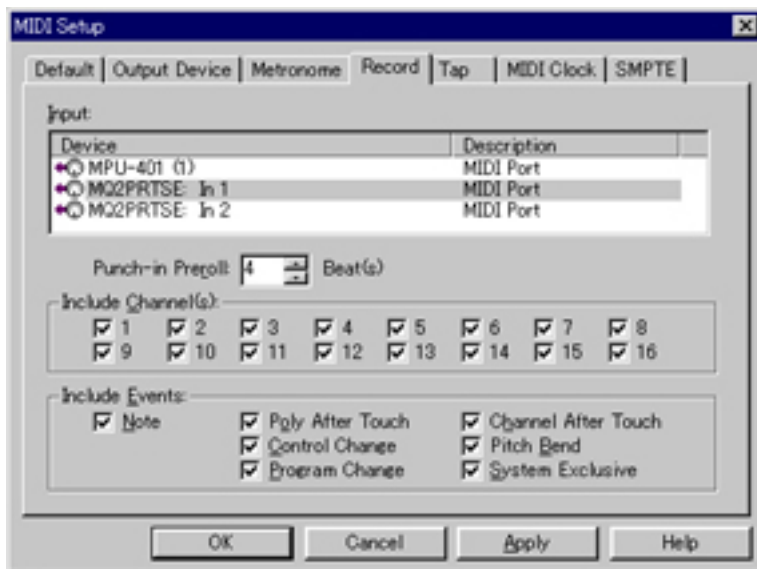 MIDI Setup
Default Output Device Metronome Record Tap MIDI Clock SMPTE
Input:
Device Description
MPU-401 (1) MIDI Port
MQ2PRTSE: In 1 MIDI Port
MQ2PRTSE: In 2 MIDI Port
Punch-in Preroll: 4 Beat(s)
Include Channel(s):
1 2 3 4 5 6 7 8
9 10 11 12 13 14 15 16
Include Events:
Note Poly After Touch Channel After Touch
Control Change Pitch Bend
Program Change System Exclusive
OK Cancel Apply Help